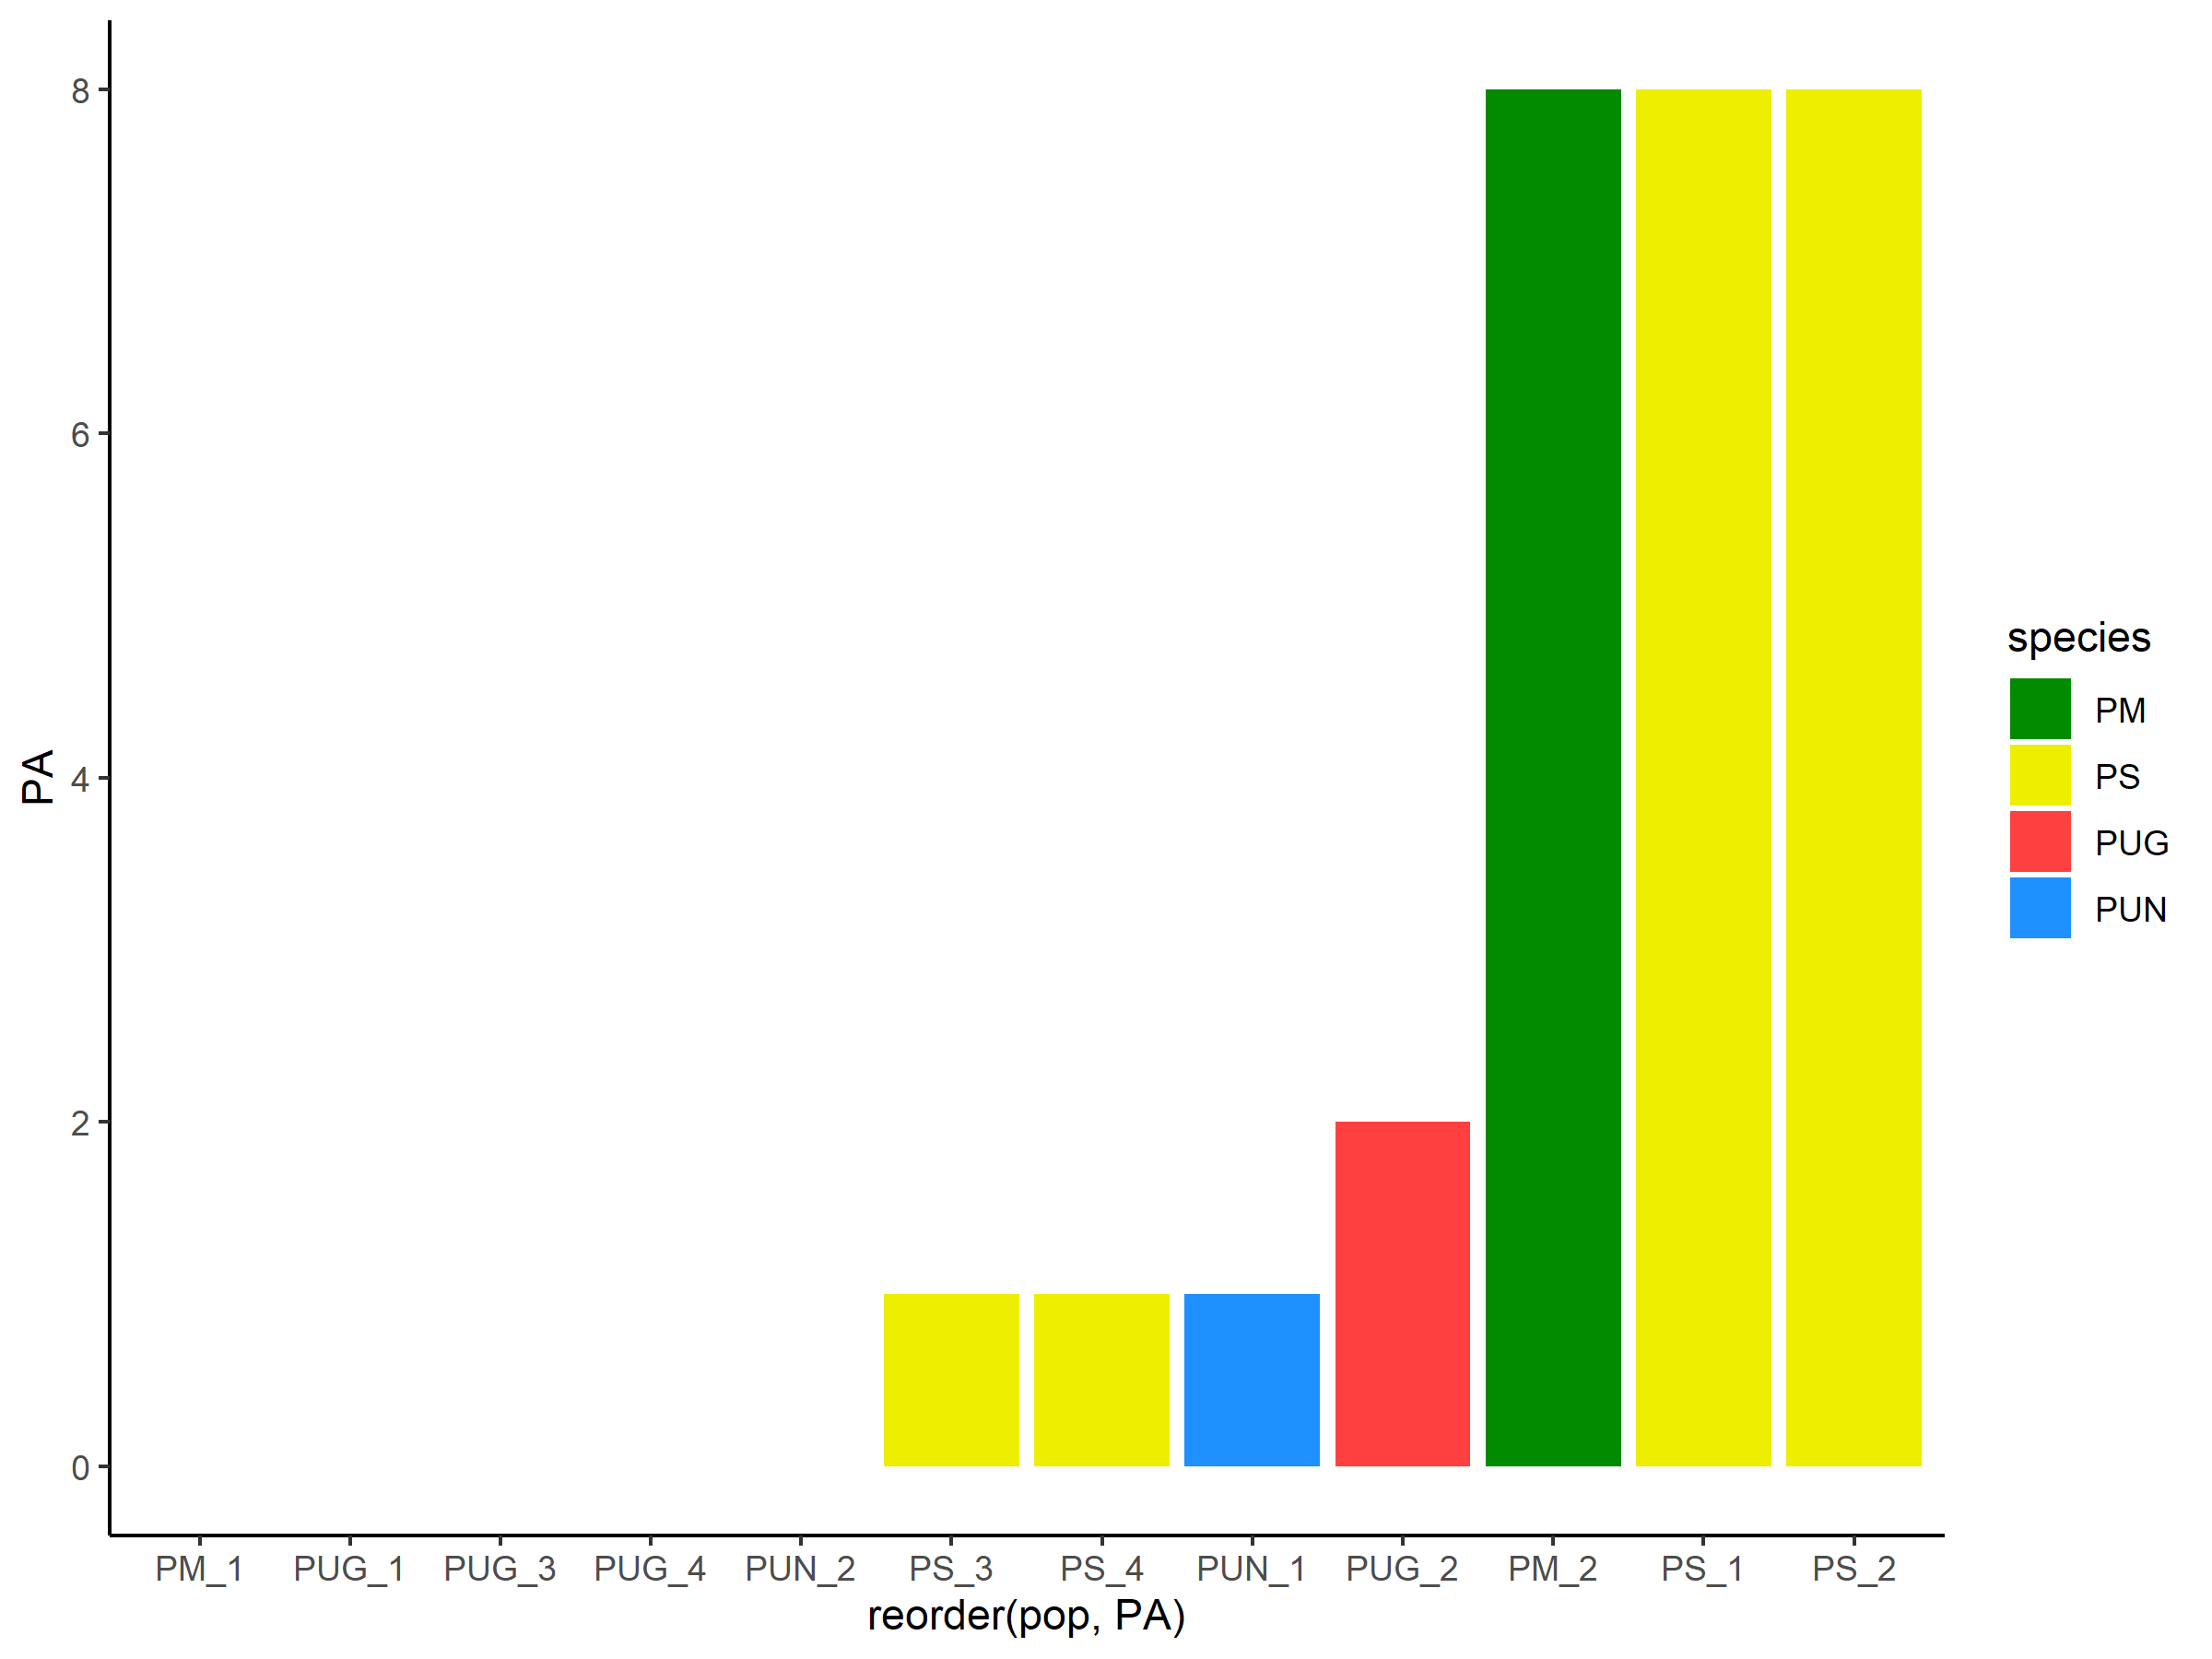 8
6
4
2
0
PA
PM_1 PUG_1 PUG_3 PUG_4 PUN_2 PS_3 PS_4 PUN_1 PUG_2 PM_2 PS_1 PS_2
reorder(pop, PA)
species
PM
PS
PUG
PUN